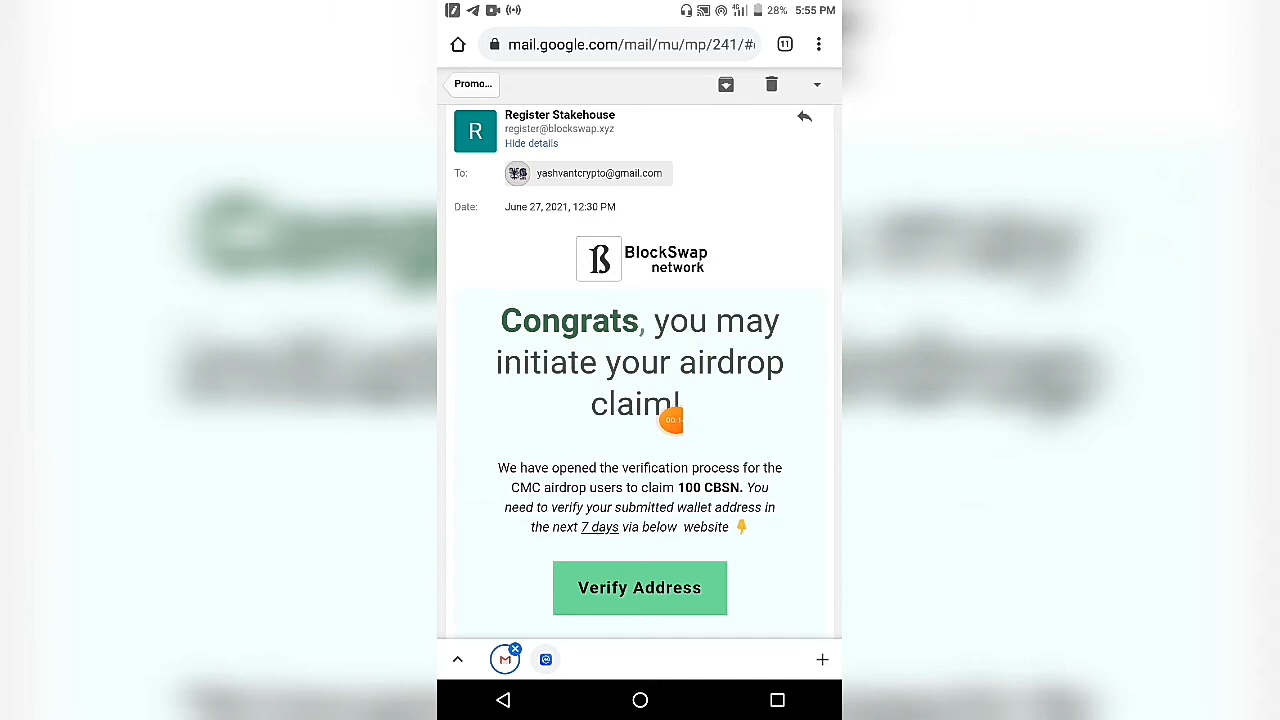 28% 5:55 PM
mail.google.com/mail/mu/mp/241/#
11
Promo...
R
Register Stakehouse
register@blockswap.xyz
Hide details
To: yashvantcrypto@gmail.com
Date: June 27, 2021, 12:30 PM
ß BlockSwap
network
Congrats, you may
initiate your airdrop
claim!
We have opened the verification process for the
CMC airdrop users to claim 100 CBSN. You
need to verify your submitted wallet address in
the next 7 days via below website 👇
Verify Address